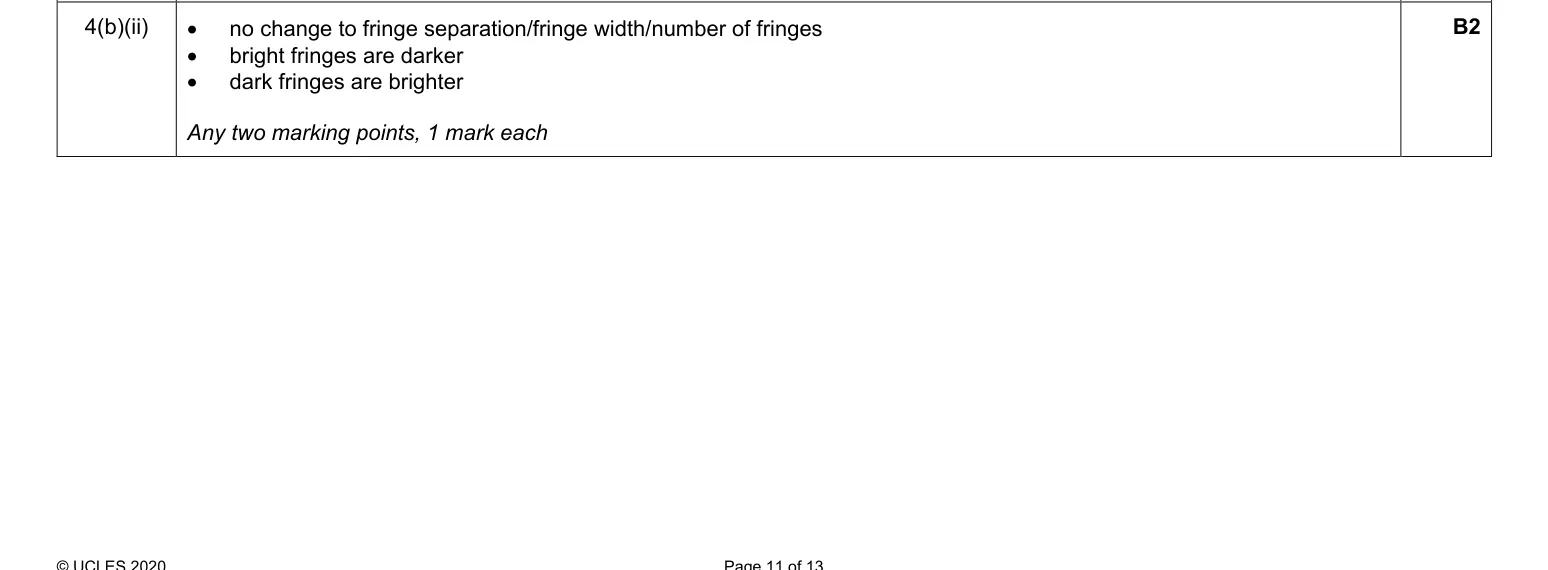 4(b)(ii) • no change to fringe separation/fringe width/number of fringes B2
• bright fringes are darker
• dark fringes are brighter
Any two marking points, 1 mark each
© UCLES 2020 Page 11 of 13